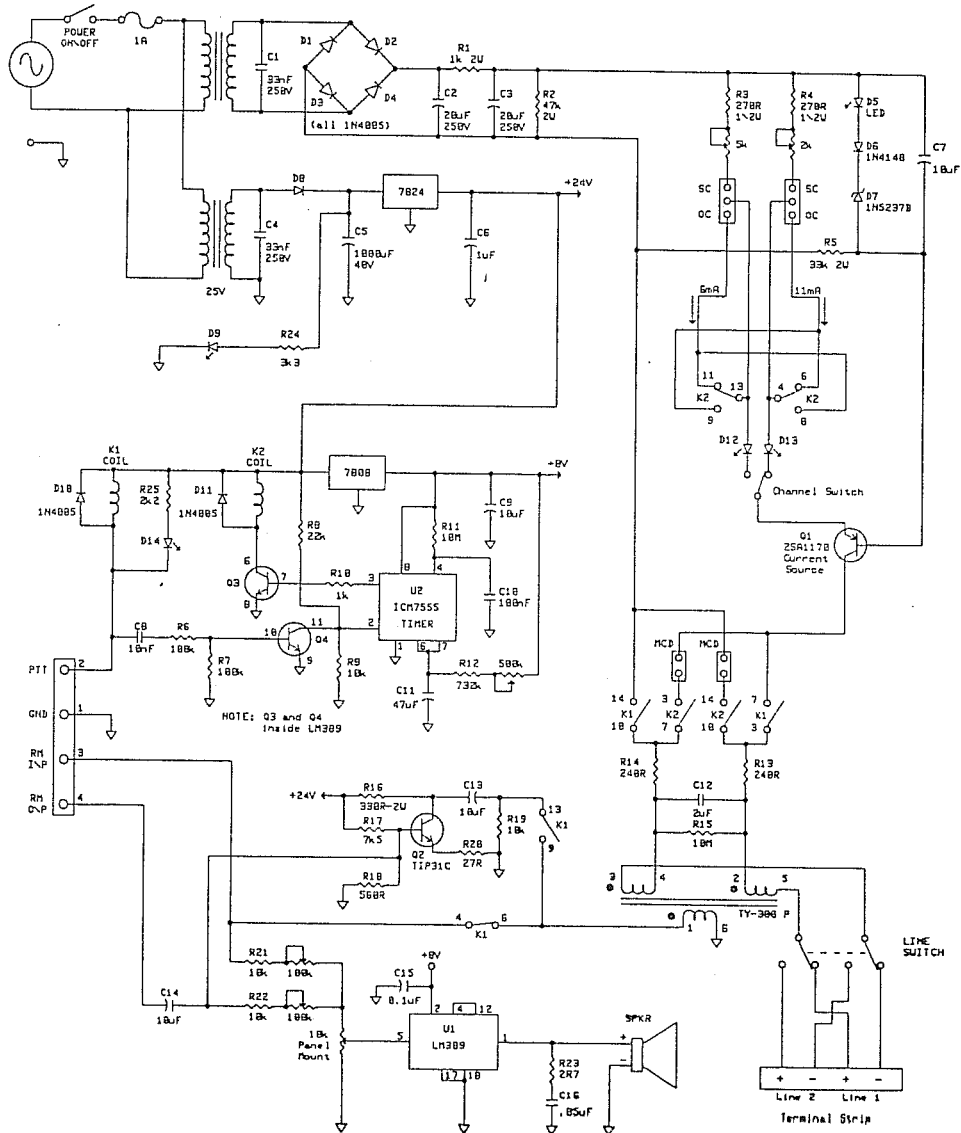 POWER
ON\OFF
1A
D1
D2
D3
D4
(all 1N4005)
C1
33nF
250V
R1
1k 2W
C2
20uF
250V
C3
20uF
250V
R2
47k
2W
R3
270R
1\2W
R4
270R
1\2W
5k
2k
D5
LED
D6
1N4148
D7
1N5237B
C7
10uF
SC
OC
SC
OC
R5
33k 2W
D8
7824
+24V
C4
33nF
250V
C5
1000uF
40V
C6
1uF
25V
D9
R24
3k3
6mA
11mA
11
13
K2
9
4
6
K2
8
D12
D13
Channel Switch
Q1
2SA1170
Current
Source
K1
COIL
K2
COIL
D10
1N4005
R25
2k2
D11
1N4005
D14
7808
+8V
R8
22k
R11
10M
C9
10uF
C10
100nF
6
Q3
7
8
R10
1k
3
8
4
U2
ICM7555
TIMER
2
1
6
7
C8
10nF
R6
100k
R7
100k
10
11
Q4
9
R9
10k
R12
732k
500k
C11
47uF
NOTE: Q3 and Q4
inside LM389
PTT
2
GND
1
RM
I\P
3
RM
O\P
4
MCD
MCD
14
K1
10
3
K2
7
14
K2
10
7
K1
3
R14
240R
R13
240R
C12
2uF
R15
10M
+24V
R16
330R-2W
C13
10uF
R17
7k5
R19
10k
13
K1
9
Q2
TIP31C
R20
27R
R18
560R
4
6
K1
3
4
2
5
TY-300 P
1
6
LINE
SWITCH
R21
10k
100k
R22
10k
100k
C14
10uF
10k
Panel
Mount
+8V
C15
0.1uF
2
4
12
5
U1
LM389
1
17
18
SPKR
+
-
R23
2R7
C16
.05uF
+ - + -
Line 2 Line 1
Terminal Strip